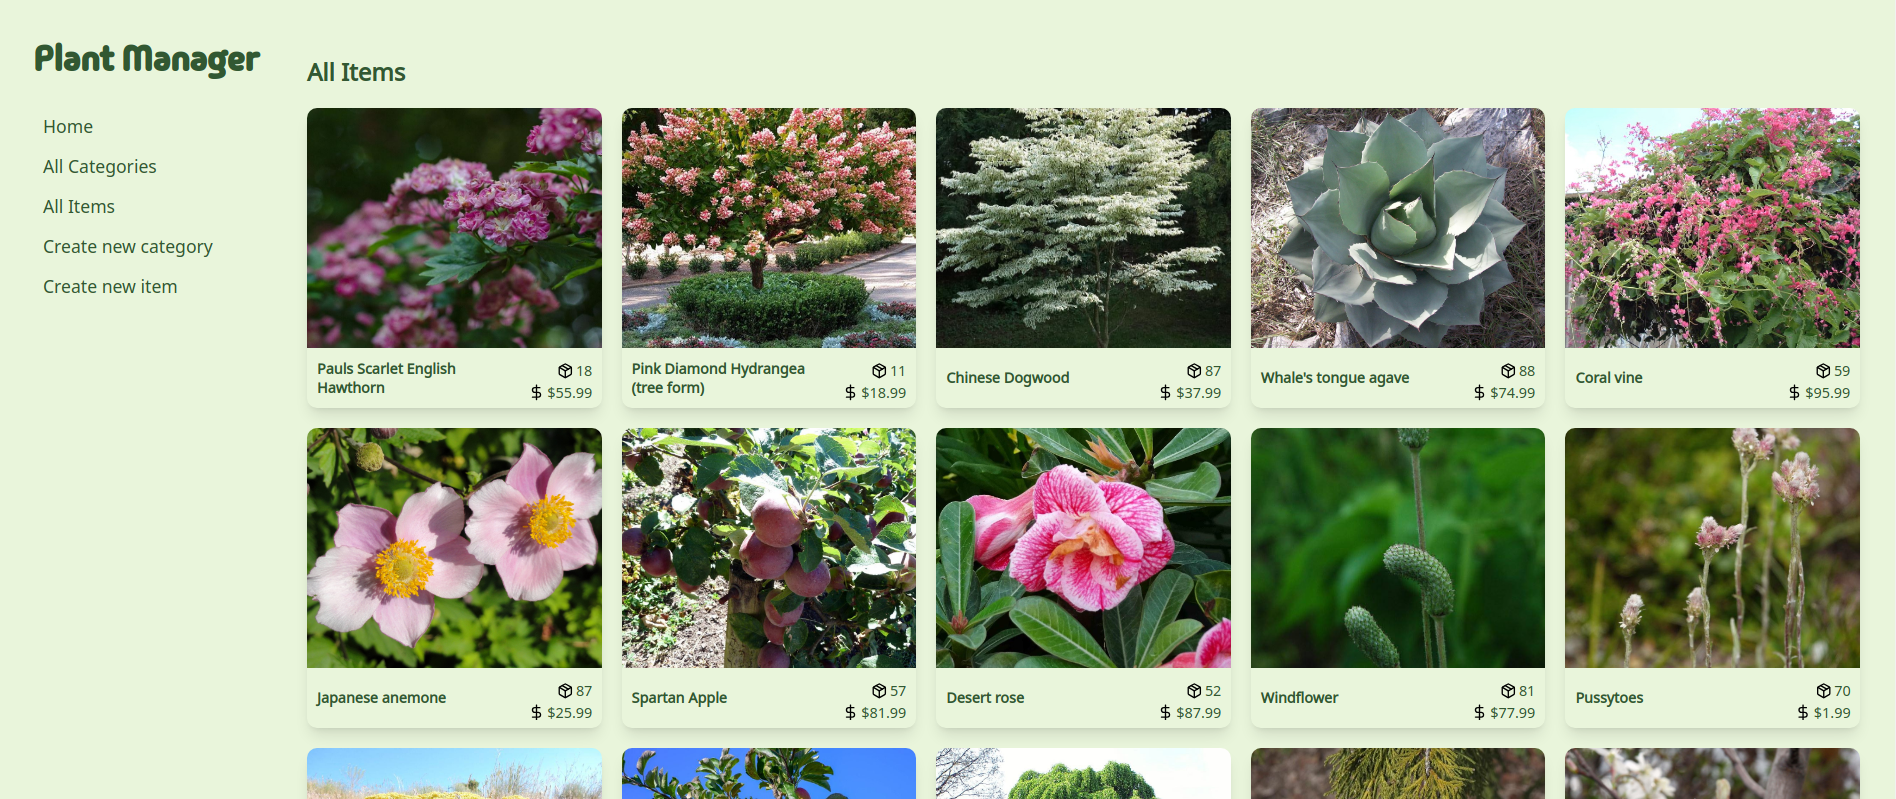 Plant Manager
Home
All Categories
All Items
Create new category
Create new item
All Items
Pauls Scarlet English
Hawthorn
18
$ $55.99
Pink Diamond Hydrangea
(tree form)
11
$ $18.99
Chinese Dogwood
87
$ $37.99
Whale's tongue agave
88
$ $74.99
Coral vine
59
$ $95.99
Japanese anemone
87
$ $25.99
Spartan Apple
57
$ $81.99
Desert rose
52
$ $87.99
Windflower
81
$ $77.99
Pussytoes
70
$ $1.99